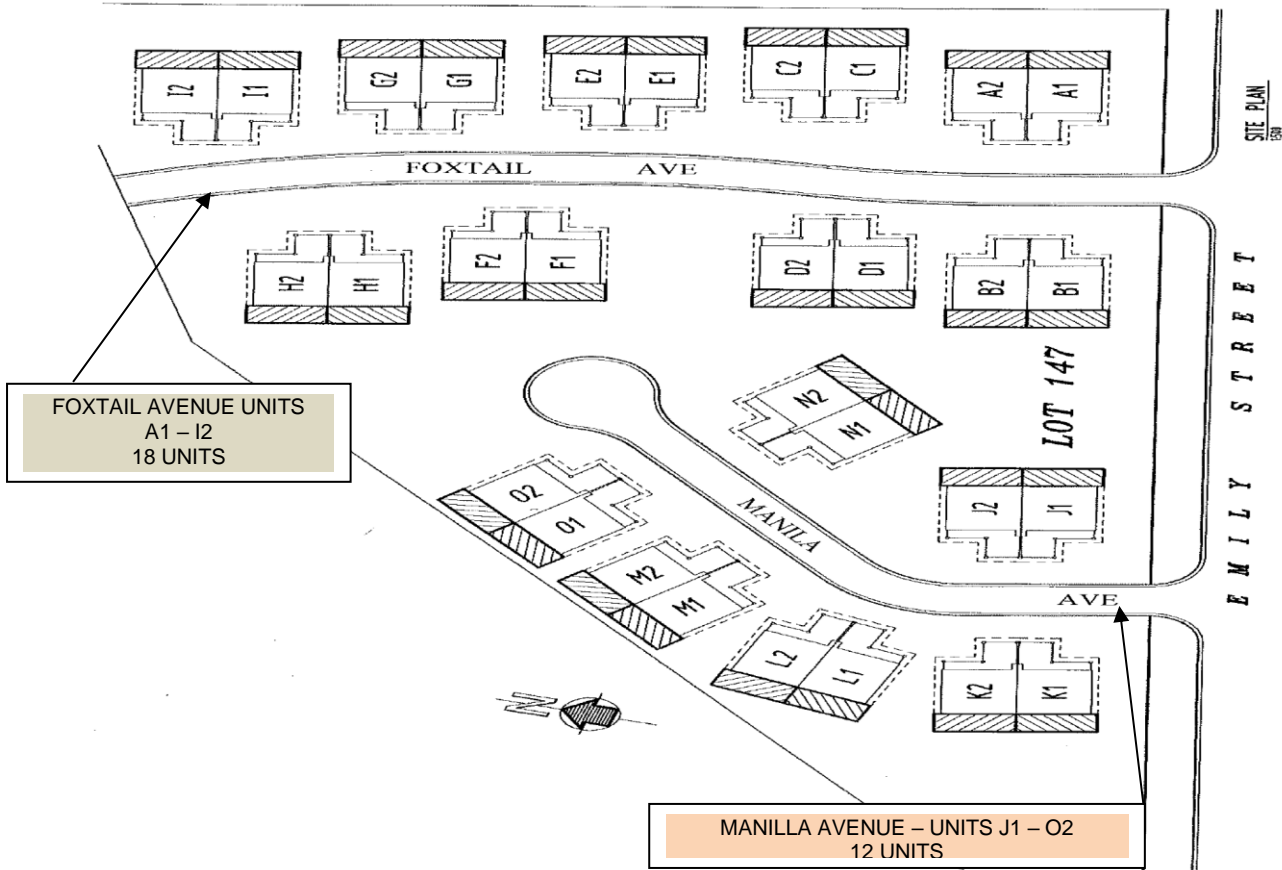 I2 I1
G2 G1
E2 E1
C2 C1
A2 A1
SITE PLAN
FOXTAIL AVE
H2 H1
F2 F1
D2 D1
B2 B1
EMILY STREET
LOT 147
N2
N1
FOXTAIL AVENUE UNITS
A1 – I2
18 UNITS
O2
O1
MANILA AVE
J2 J1
M2
M1
L2
L1
K2 K1
N
MANILLA AVENUE – UNITS J1 – O2
12 UNITS